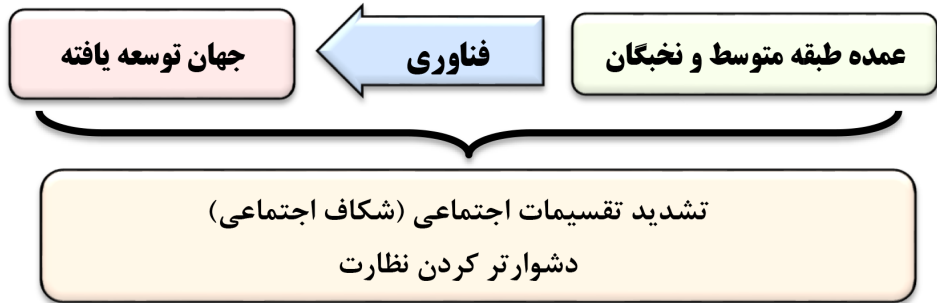 عمده طبقه متوسط و نخبگان
فناوری
جهان توسعه یافته
تشدید تقسیمات اجتماعی (شکاف اجتماعی)
دشوارتر کردن نظارت